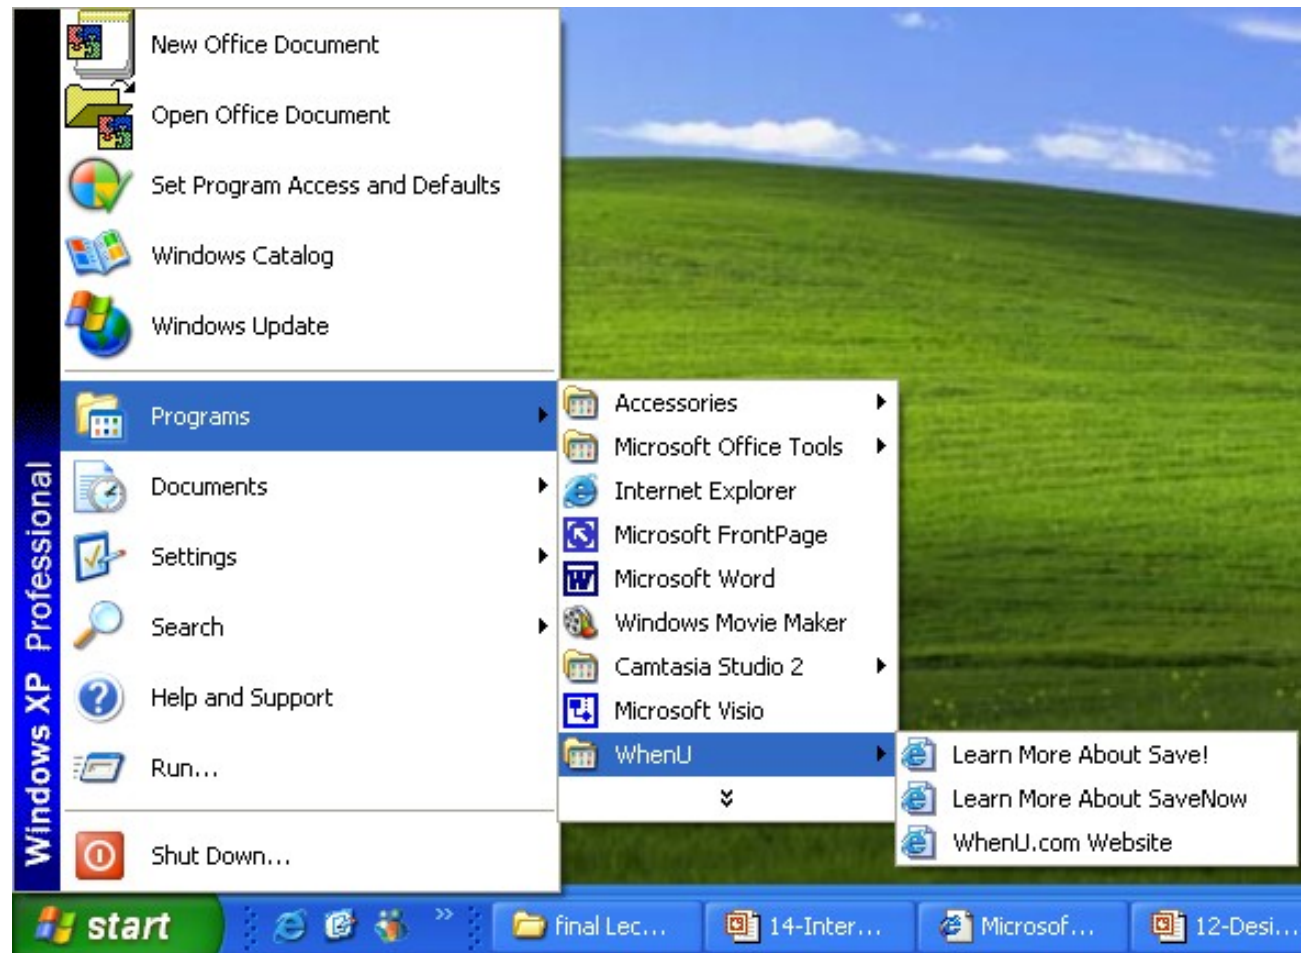 New Office Document
Open Office Document
Set Program Access and Defaults
Windows Catalog
Windows Update
Programs
Documents
Settings
Search
Help and Support
Run...
Shut Down...
Windows XP Professional
Accessories
Microsoft Office Tools
Internet Explorer
Microsoft FrontPage
Microsoft Word
Windows Movie Maker
Camtasia Studio 2
Microsoft Visio
WhenU
Learn More About Save!
Learn More About SaveNow
WhenU.com Website
start
final Lec...
14-Inter...
Microsof...
12-Desi...